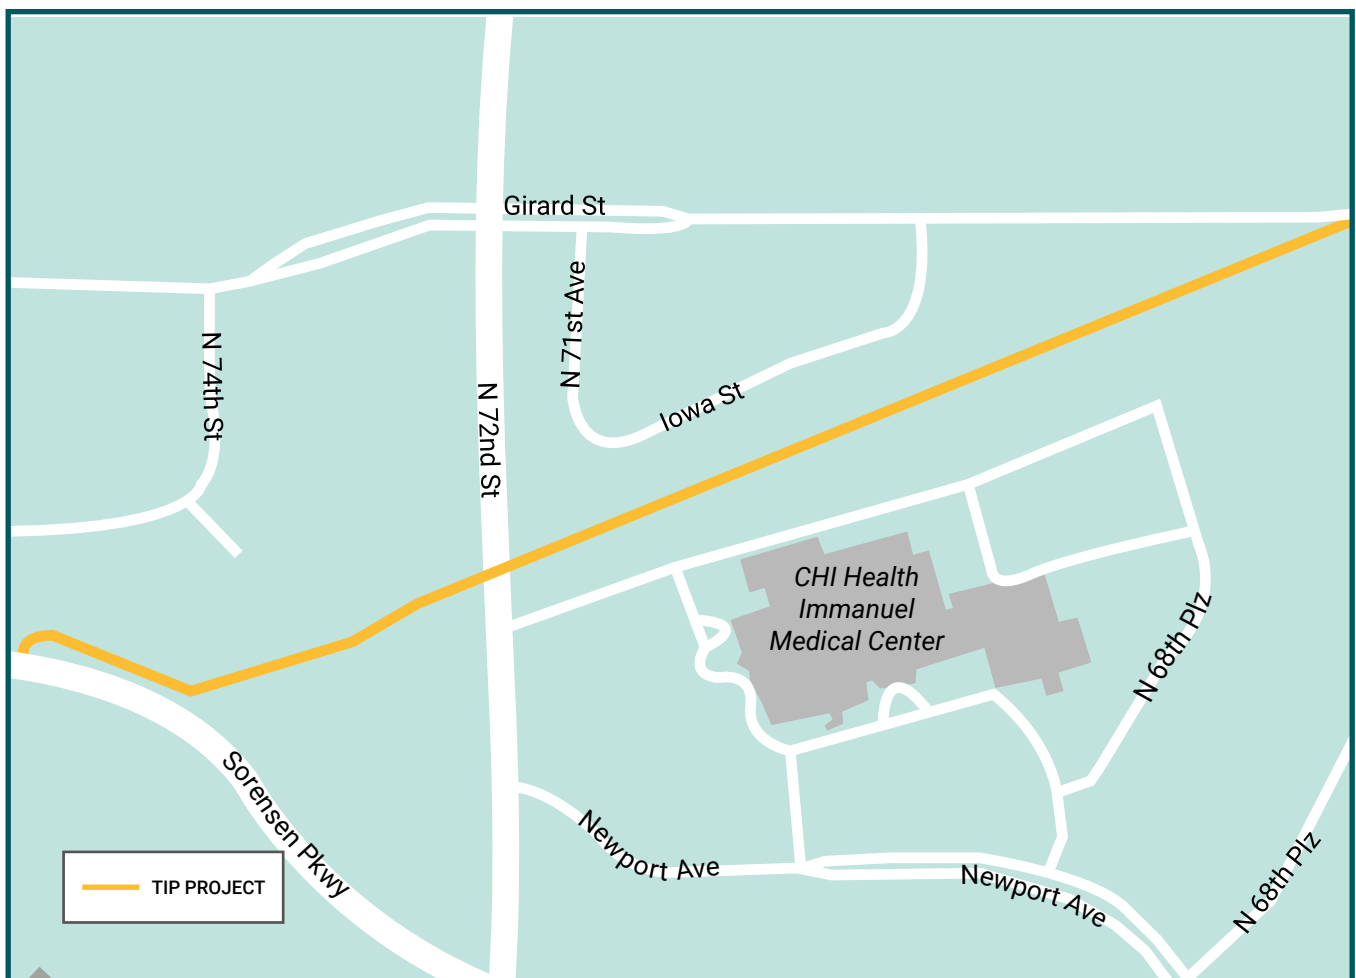 Girard St
N 71st Ave
N 74th St
N 72nd St
Iowa St
CHI Health
Immanuel
Medical Center
N 68th Plz
Sorensen Pkwy
Newport Ave
Newport Ave
N 68th Plz
TIP PROJECT